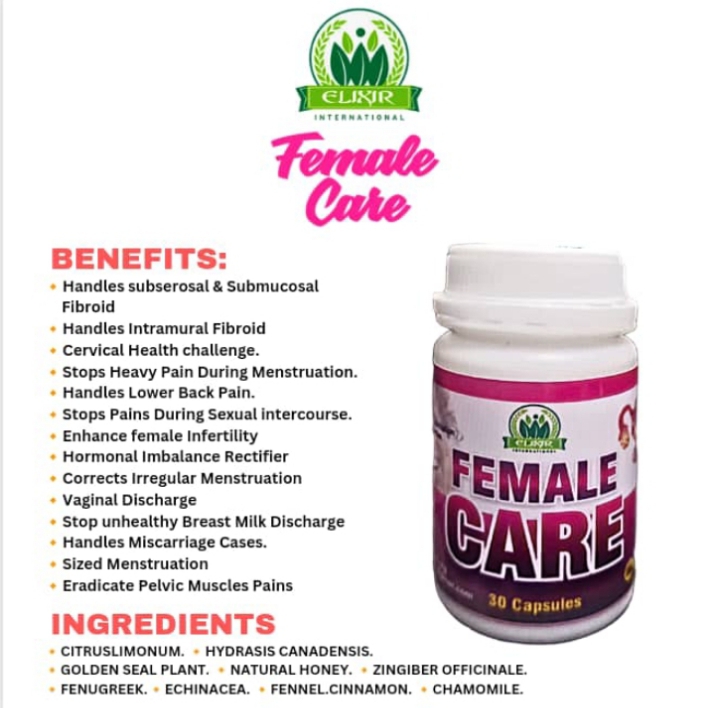 ELIXIR
INTERNATIONAL
Female
Care
BENEFITS:
Handles subserosal & Submucosal
Fibroid
Handles Intramural Fibroid
Cervical Health challenge.
Stops Heavy Pain During Menstruation.
Handles Lower Back Pain.
Stops Pains During Sexual intercourse.
Enhance female Infertility
Hormonal Imbalance Rectifier
Corrects Irregular Menstruation
Vaginal Discharge
Stop unhealthy Breast Milk Discharge
Handles Miscarriage Cases.
Sized Menstruation
Eradicate Pelvic Muscles Pains
ELIXIR
INTERNATIONAL
FEMALE
CARE
30 Capsules
INGREDIENTS
• CITRUSLIMONUM. • HYDRASIS CANADENSIS.
• GOLDEN SEAL PLANT. • NATURAL HONEY. • ZINGIBER OFFICINALE.
• FENUGREEK. • ECHINACEA. • FENNEL.CINNAMON. • CHAMOMILE.